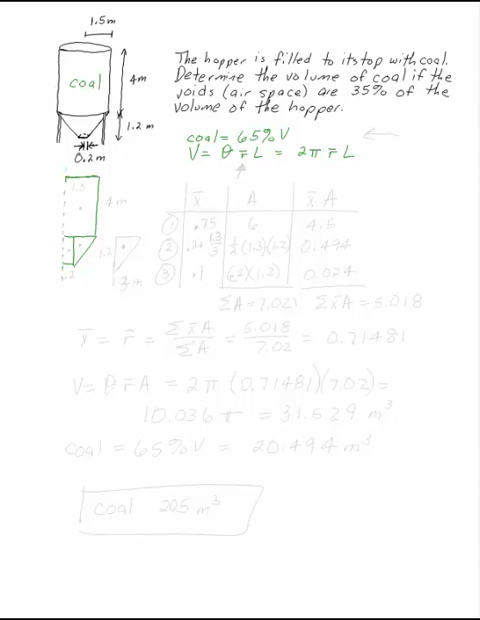 1.5m
The hopper is filled to its top with coal.
Determine the volume of coal if the
voids (air space) are 35% of the
volume of the hopper.
coal
4m
1.2m
0.2m
coal = 65% V
V = θ r̄ L = 2π r̄ L
1.5
4m
x̄ A x̄A
① .75 6 4.5
② .2+ 1.3/3 ½(1.3)(1.2) 0.494
③ .1 (.2)(1.2) 0.024
1.2
.2
ΣA = 7.021 Σx̄A = 5.018
x̄ = r̄ = Σx̄A / ΣA = 5.018 / 7.02 = 0.71481
V = θ r̄ A = 2π (0.71481)(7.02) =
10.036 π = 31.529 m³
coal = 65% V = 20.494 m³
coal 20.5 m³